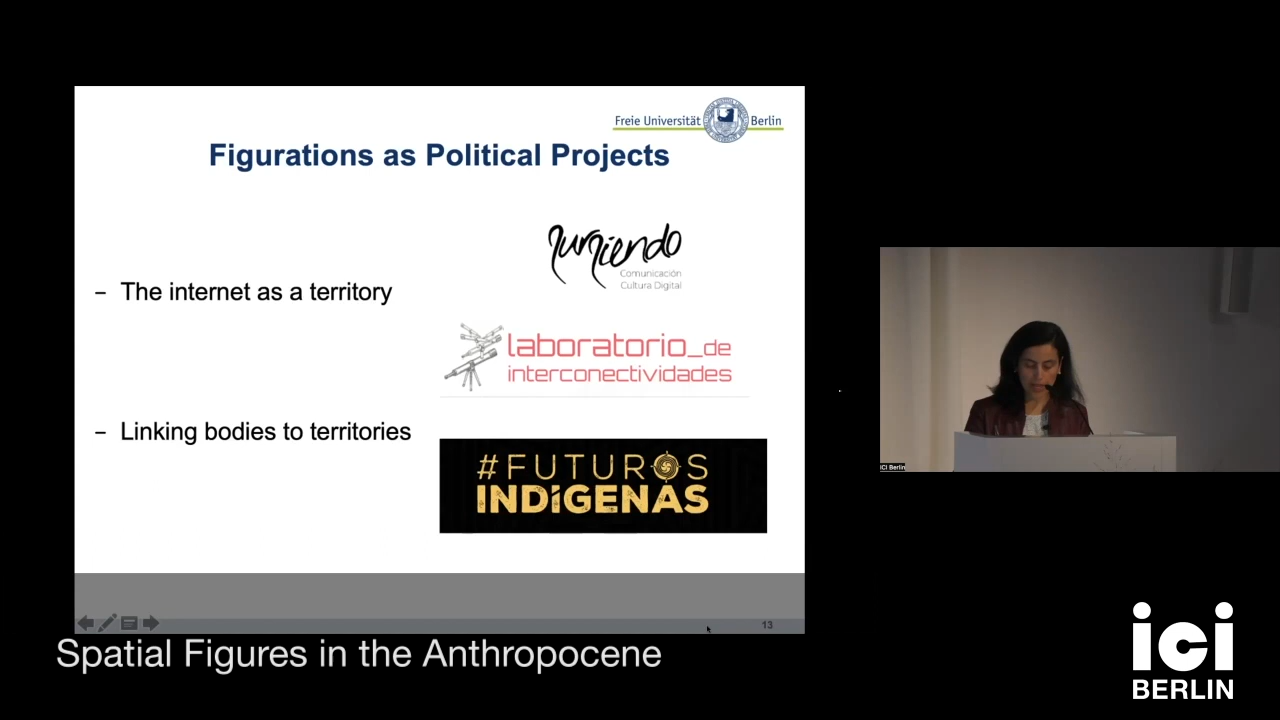 Freie Universität Berlin
Figurations as Political Projects
– The internet as a territory
– Linking bodies to territories
Comunicación
Cultura Digital
laboratorio_de
interconectividades
#FUTUROS
INDÍGENAS
13
ICI Berlin
Spatial Figures in the Anthropocene
ici
BERLIN